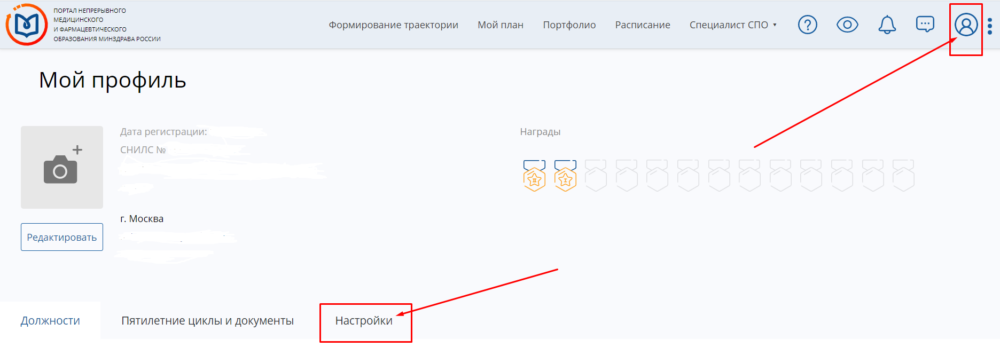 ПОРТАЛ НЕПРЕРЫВНОГО
МЕДИЦИНСКОГО
И ФАРМАЦЕВТИЧЕСКОГО
ОБРАЗОВАНИЯ МИНЗДРАВА РОССИИ
Формирование траектории
Мой план
Портфолио
Расписание
Специалист СПО
Мой профиль
Дата регистрации:
СНИЛС №
Награды
II
I
г. Москва
Редактировать
Должности
Пятилетние циклы и документы
Настройки